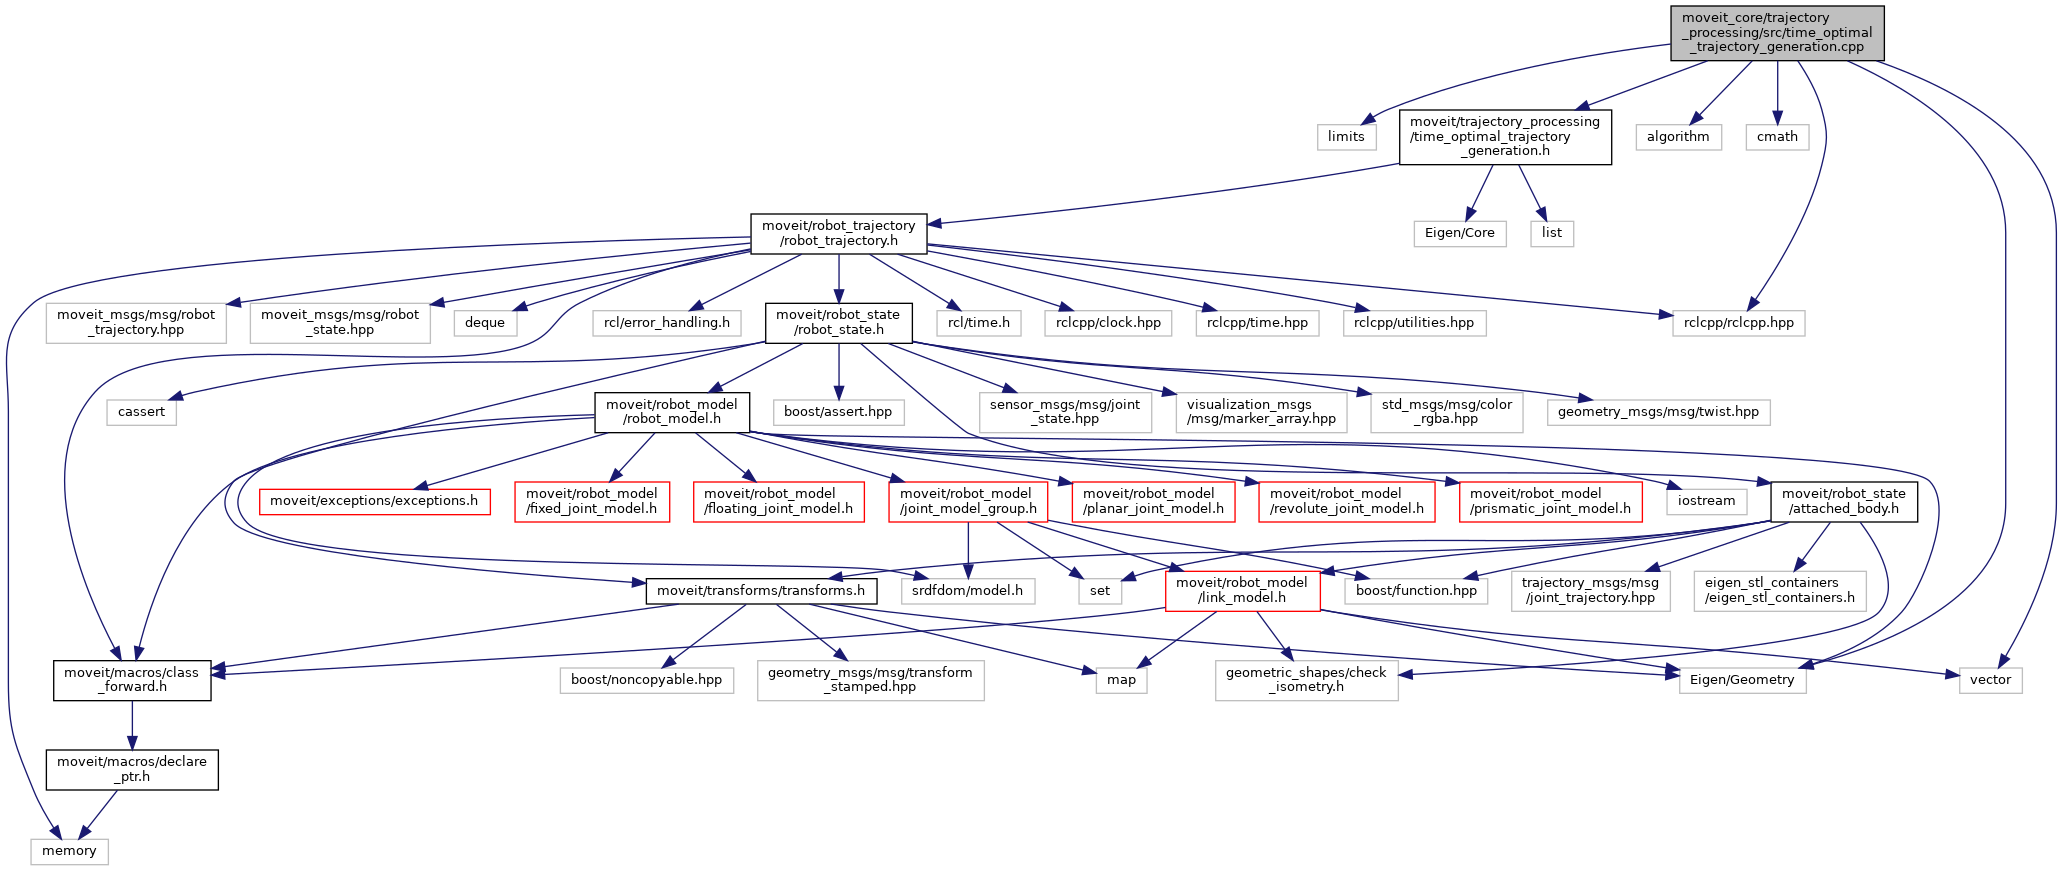 moveit_core/trajectory
_processing/src/time_optimal
_trajectory_generation.cpp
limits
moveit/trajectory_processing
/time_optimal_trajectory
_generation.h
algorithm
cmath
moveit/robot_trajectory
/robot_trajectory.h
Eigen/Core
list
moveit_msgs/msg/robot
_trajectory.hpp
moveit_msgs/msg/robot
_state.hpp
deque
rcl/error_handling.h
moveit/robot_state
/robot_state.h
rcl/time.h
rclcpp/clock.hpp
rclcpp/time.hpp
rclcpp/utilities.hpp
rclcpp/rclcpp.hpp
cassert
moveit/robot_model
/robot_model.h
boost/assert.hpp
sensor_msgs/msg/joint
_state.hpp
visualization_msgs
/msg/marker_array.hpp
std_msgs/msg/color
_rgba.hpp
geometry_msgs/msg/twist.hpp
moveit/exceptions/exceptions.h
moveit/robot_model
/fixed_joint_model.h
moveit/robot_model
/floating_joint_model.h
moveit/robot_model
/joint_model_group.h
moveit/robot_model
/planar_joint_model.h
moveit/robot_model
/revolute_joint_model.h
moveit/robot_model
/prismatic_joint_model.h
iostream
moveit/robot_state
/attached_body.h
moveit/transforms/transforms.h
srdfdom/model.h
set
moveit/robot_model
/link_model.h
boost/function.hpp
trajectory_msgs/msg
/joint_trajectory.hpp
eigen_stl_containers
/eigen_stl_containers.h
moveit/macros/class
_forward.h
boost/noncopyable.hpp
geometry_msgs/msg/transform
_stamped.hpp
map
geometric_shapes/check
_isometry.h
Eigen/Geometry
vector
moveit/macros/declare
_ptr.h
memory